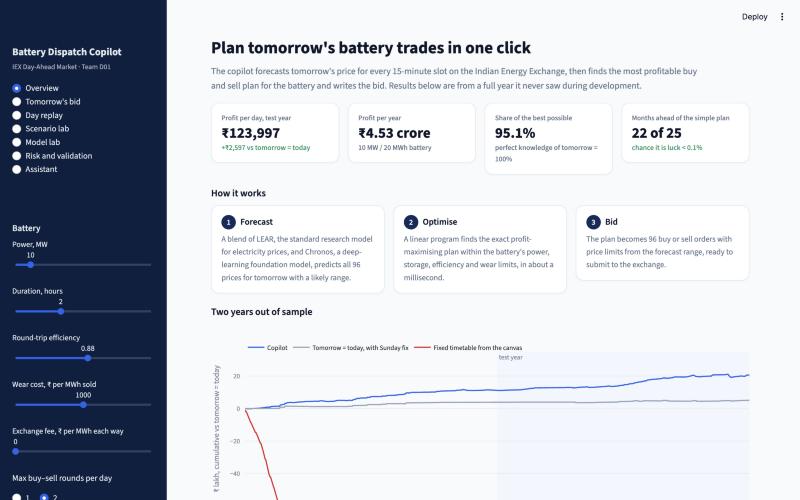 Deploy
Battery Dispatch Copilot
IEX Day-Ahead Market · Team D01
Overview
Tomorrow's bid
Day replay
Scenario lab
Model lab
Risk and validation
Assistant
Battery
Power, MW
10
Duration, hours
2
Round-trip efficiency
0.88
Wear cost, ₹ per MWh sold
1000
Exchange fee, ₹ per MWh each way
0
Max buy–sell rounds per day
1
2
Plan tomorrow's battery trades in one click
The copilot forecasts tomorrow's price for every 15-minute slot on the Indian Energy Exchange, then finds the most profitable buy
and sell plan for the battery and writes the bid. Results below are from a full year it never saw during development.
Profit per day, test year
₹123,997
+₹2,597 vs tomorrow = today
Profit per year
₹4.53 crore
10 MW / 20 MWh battery
Share of the best possible
95.1%
perfect knowledge of tomorrow =
100%
Months ahead of the simple plan
22 of 25
chance it is luck < 0.1%
How it works
1 Forecast
A blend of LEAR, the standard research model
for electricity prices, and Chronos, a deep-
learning foundation model, predicts all 96
prices for tomorrow with a likely range.
2 Optimise
A linear program finds the exact profit-
maximising plan within the battery's power,
storage, efficiency and wear limits, in about a
millisecond.
3 Bid
The plan becomes 96 buy or sell orders with
price limits from the forecast range, ready to
submit to the exchange.
Two years out of sample
Copilot
Tomorrow = today, with Sunday fix
Fixed timetable from the canvas
test year
₹ lakh, cumulative vs tomorrow = today
20
0
−20
−40